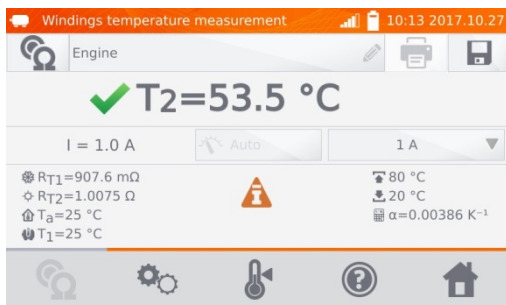 Windings temperature measurement 10:13 2017.10.27
Engine
T2=53.5 °C
I = 1.0 A Auto 1 A
RT1=907.6 mΩ 80 °C
RT2=1.0075 Ω 20 °C
Ta=25 °C α=0.00386 K⁻¹
T1=25 °C